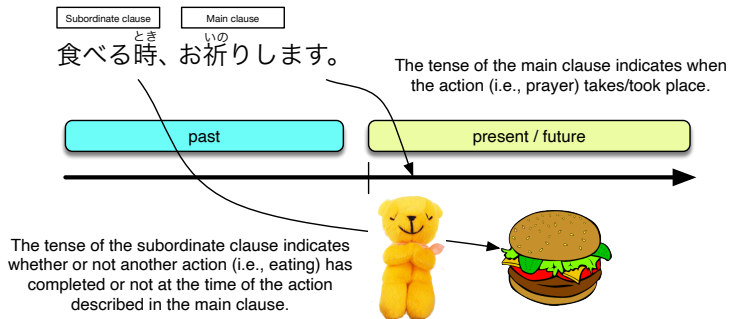 Subordinate clause
Main clause
とき
いの
食べる時、お祈りします。
The tense of the main clause indicates when
the action (i.e., prayer) takes/took place.
past
present / future
The tense of the subordinate clause indicates
whether or not another action (i.e., eating) has
completed or not at the time of the action
described in the main clause.